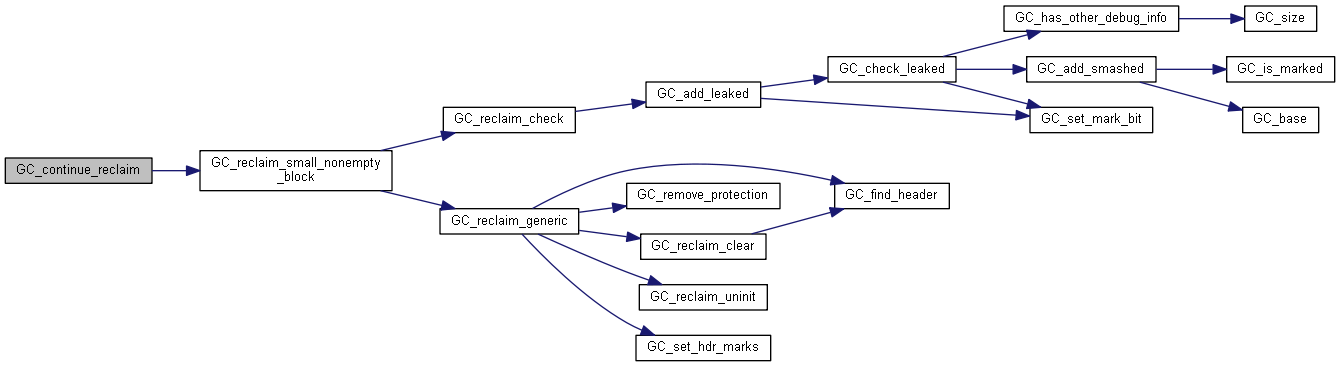 GC_has_other_debug_info
GC_size
GC_check_leaked
GC_add_smashed
GC_is_marked
GC_add_leaked
GC_reclaim_check
GC_set_mark_bit
GC_base
GC_continue_reclaim
GC_reclaim_small_nonempty
_block
GC_remove_protection
GC_find_header
GC_reclaim_generic
GC_reclaim_clear
GC_reclaim_uninit
GC_set_hdr_marks